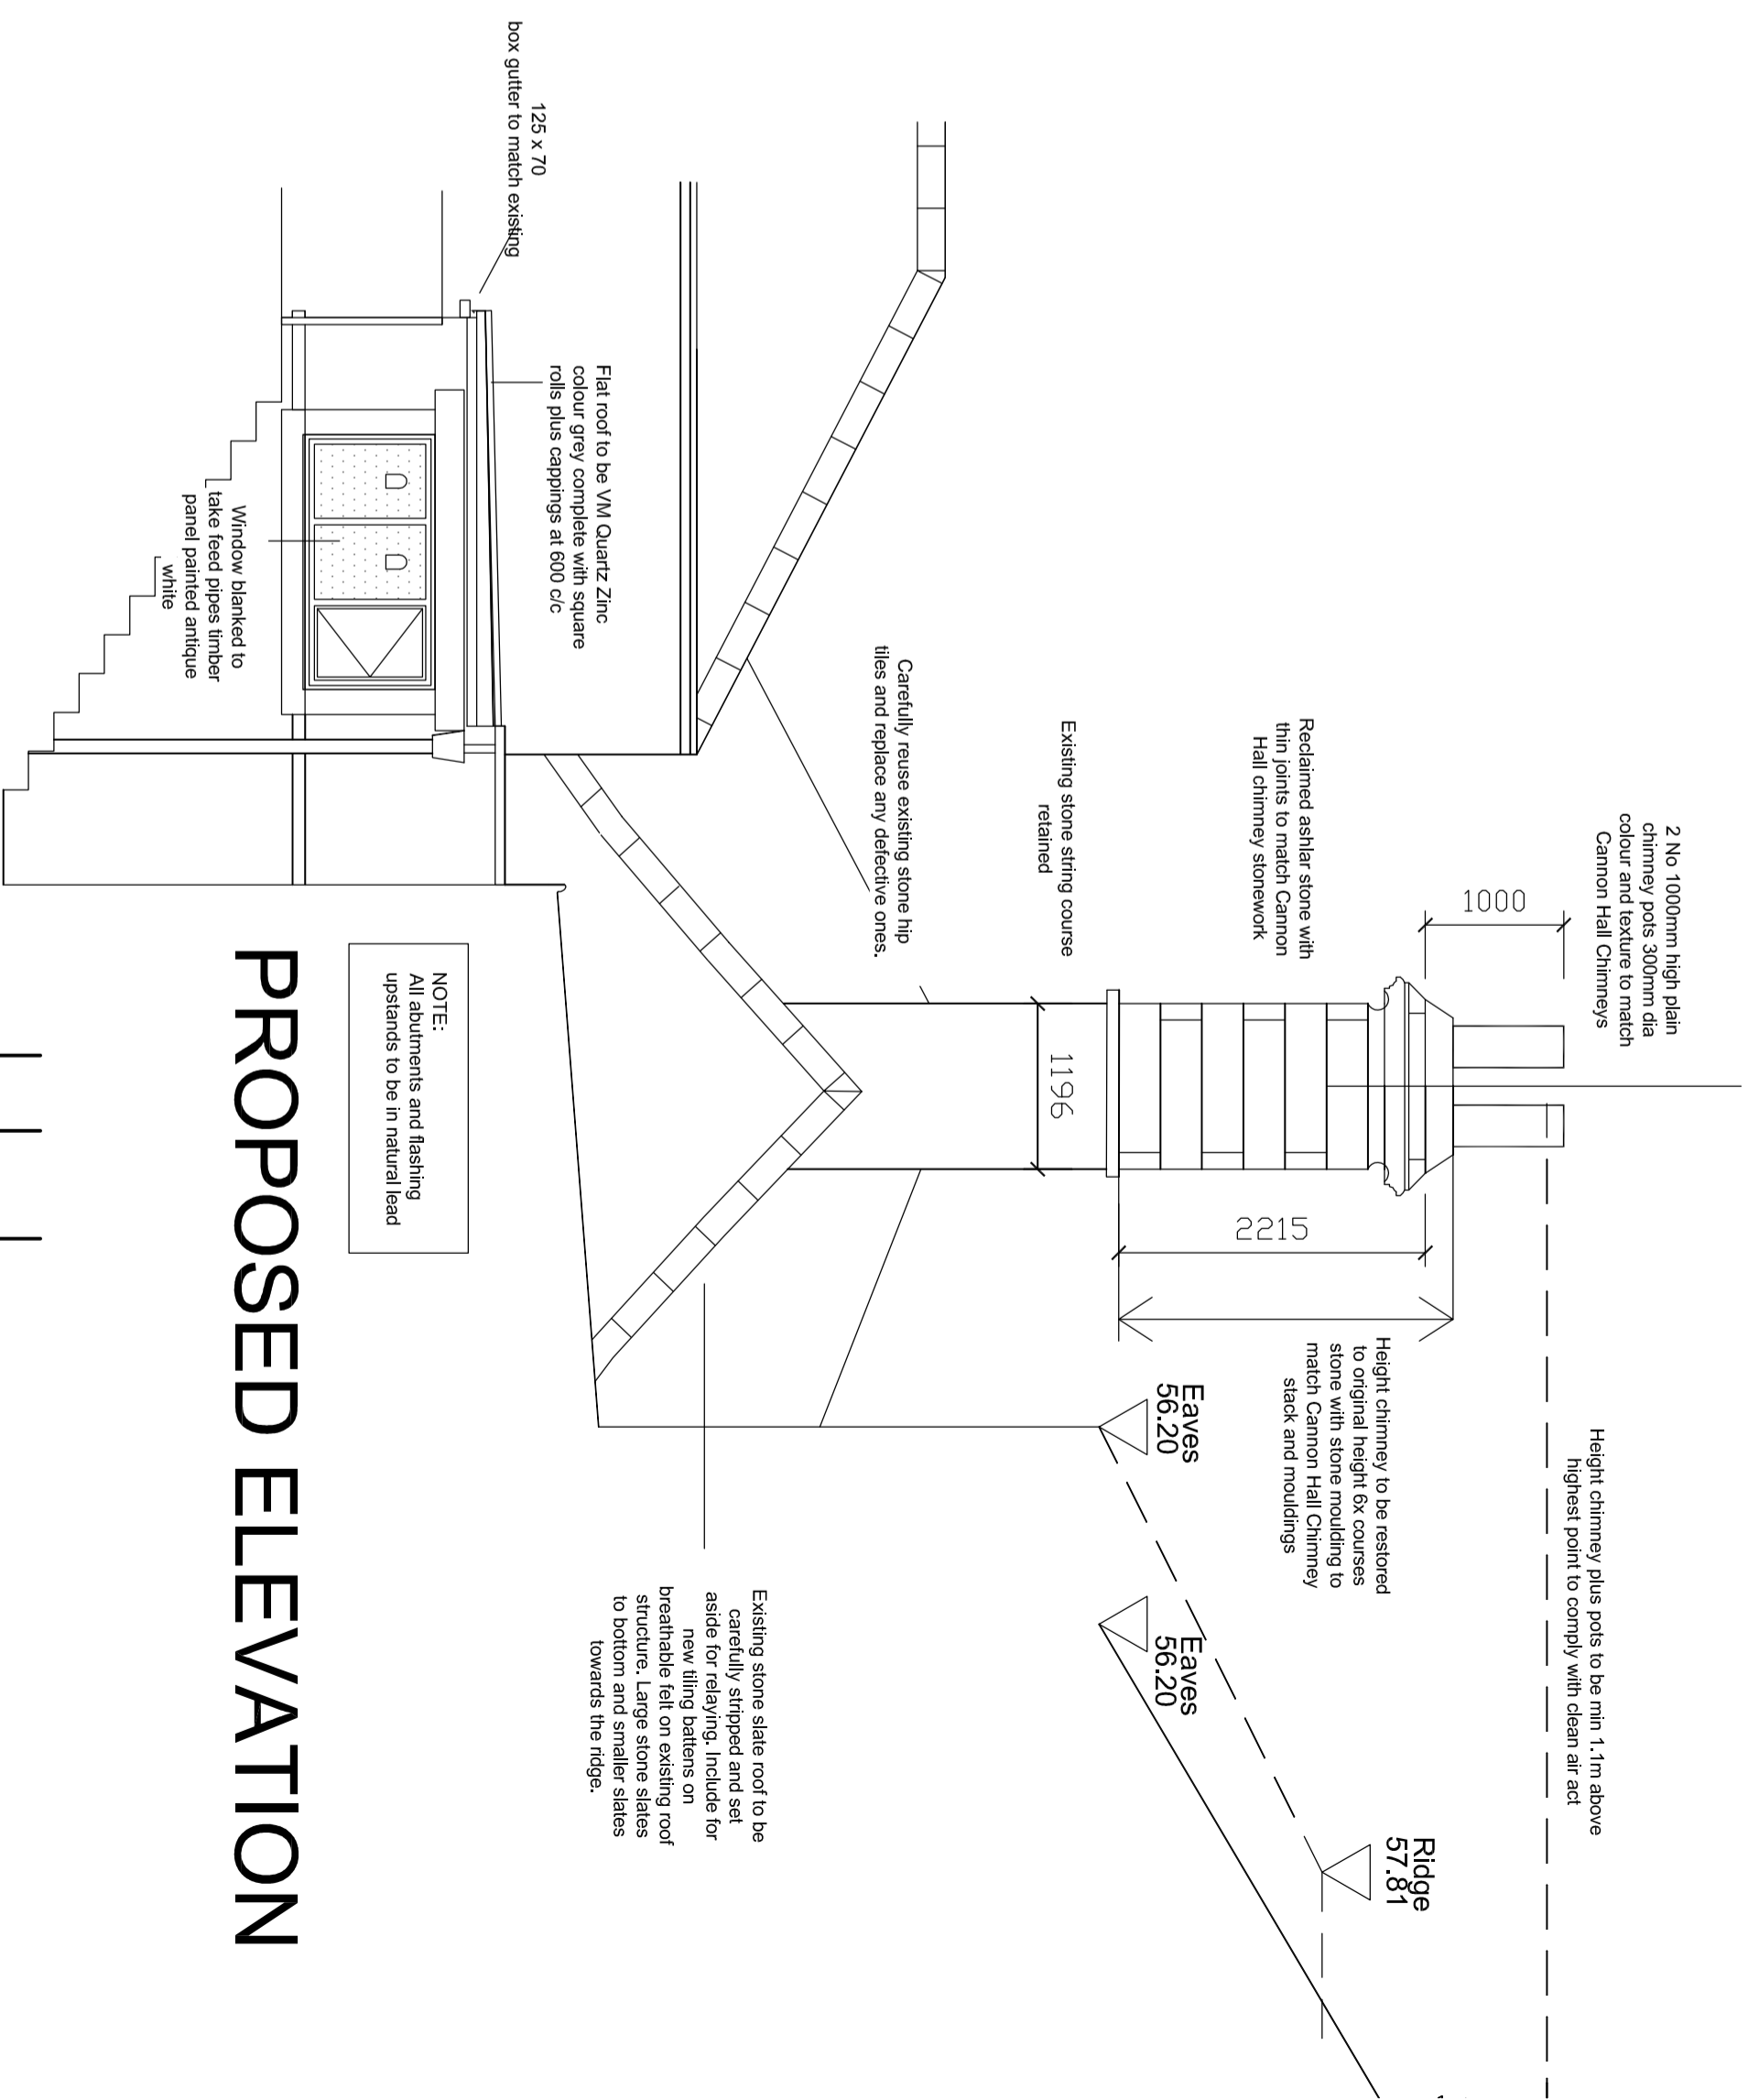 2 No 1000mm high plain
chimney pots 300mm dia
colour and texture to match
Cannon Hall Chimneys
1000
Reclaimed ashlar stone with
thin joints to match Cannon
Hall chimney stonework
Existing stone string course
retained
1196
2215
Height chimney plus pots to be min 1.1m above
highest point to comply with clean air act
Height chimney to be restored
to original height 6x courses
stone with stone moulding to
match Cannon Hall Chimney
stack and mouldings
Ridge
57.81
Eaves
56.20
Eaves
56.20
Carefully reuse existing stone hip
tiles and replace any defective ones.
Existing stone slate roof to be
carefully stripped and set
aside for relaying. Include for
new tiling battens on
breathable felt on existing roof
structure. Large stone slates
to bottom and smaller slates
towards the ridge.
Flat roof to be VM Quartz Zinc
colour grey complete with square
rolls plus cappings at 600 c/c
125 x 70
box gutter to match existing
NOTE:
All abutments and flashing
upstands to be in natural lead
Window blanked to
take feed pipes timber
panel painted antique
white
PROPOSED ELEVATION